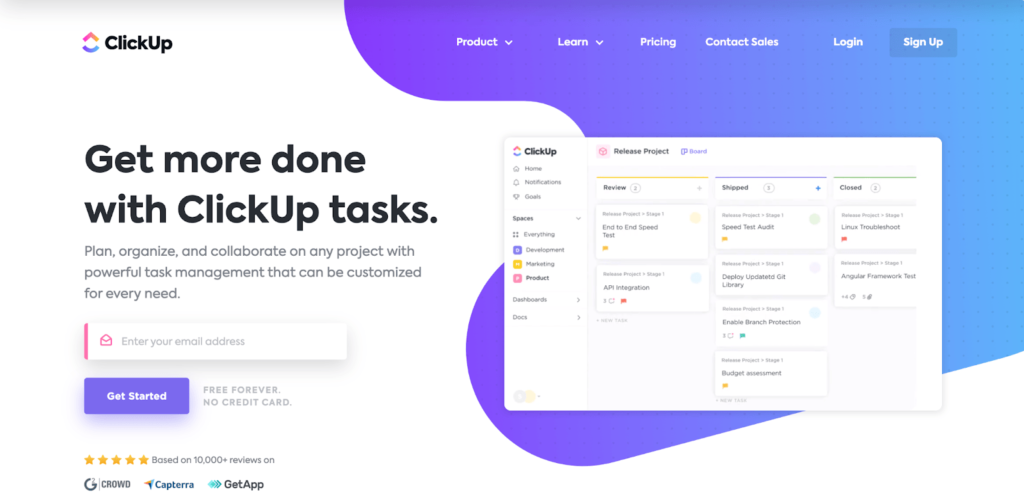 ClickUp
Product
Learn
Pricing
Contact Sales
Login
Sign Up
Get more done
with ClickUp tasks.
Plan, organize, and collaborate on any project with
powerful task management that can be customized
for every need.
Enter your email address
Get Started
FREE FOREVER.
NO CREDIT CARD.
Based on 10,000+ reviews on
CROWD
Capterra
GetApp
ClickUp
Home
Notifications
Goals
Spaces
Everything
Development
Marketing
Product
Dashboards
Docs
Release Project
Board
Review 2
Release Project > Stage 1
End to End Speed
Test
Release Project > Stage 1
API Integration
3
+ NEW TASK
Shipped
Release Project > Stage 1
Speed Test Audit
Release Project > Stage 1
Deploy Updatetd Git
Library
Enable Branch Protection
3
Release Project > Stage 1
Budget assessment
+ NEW TASK
Closed
Release Project > Stage 1
Linux Troubleshoot
Release Project > Stage 1
Angular Framework Test
+4
5